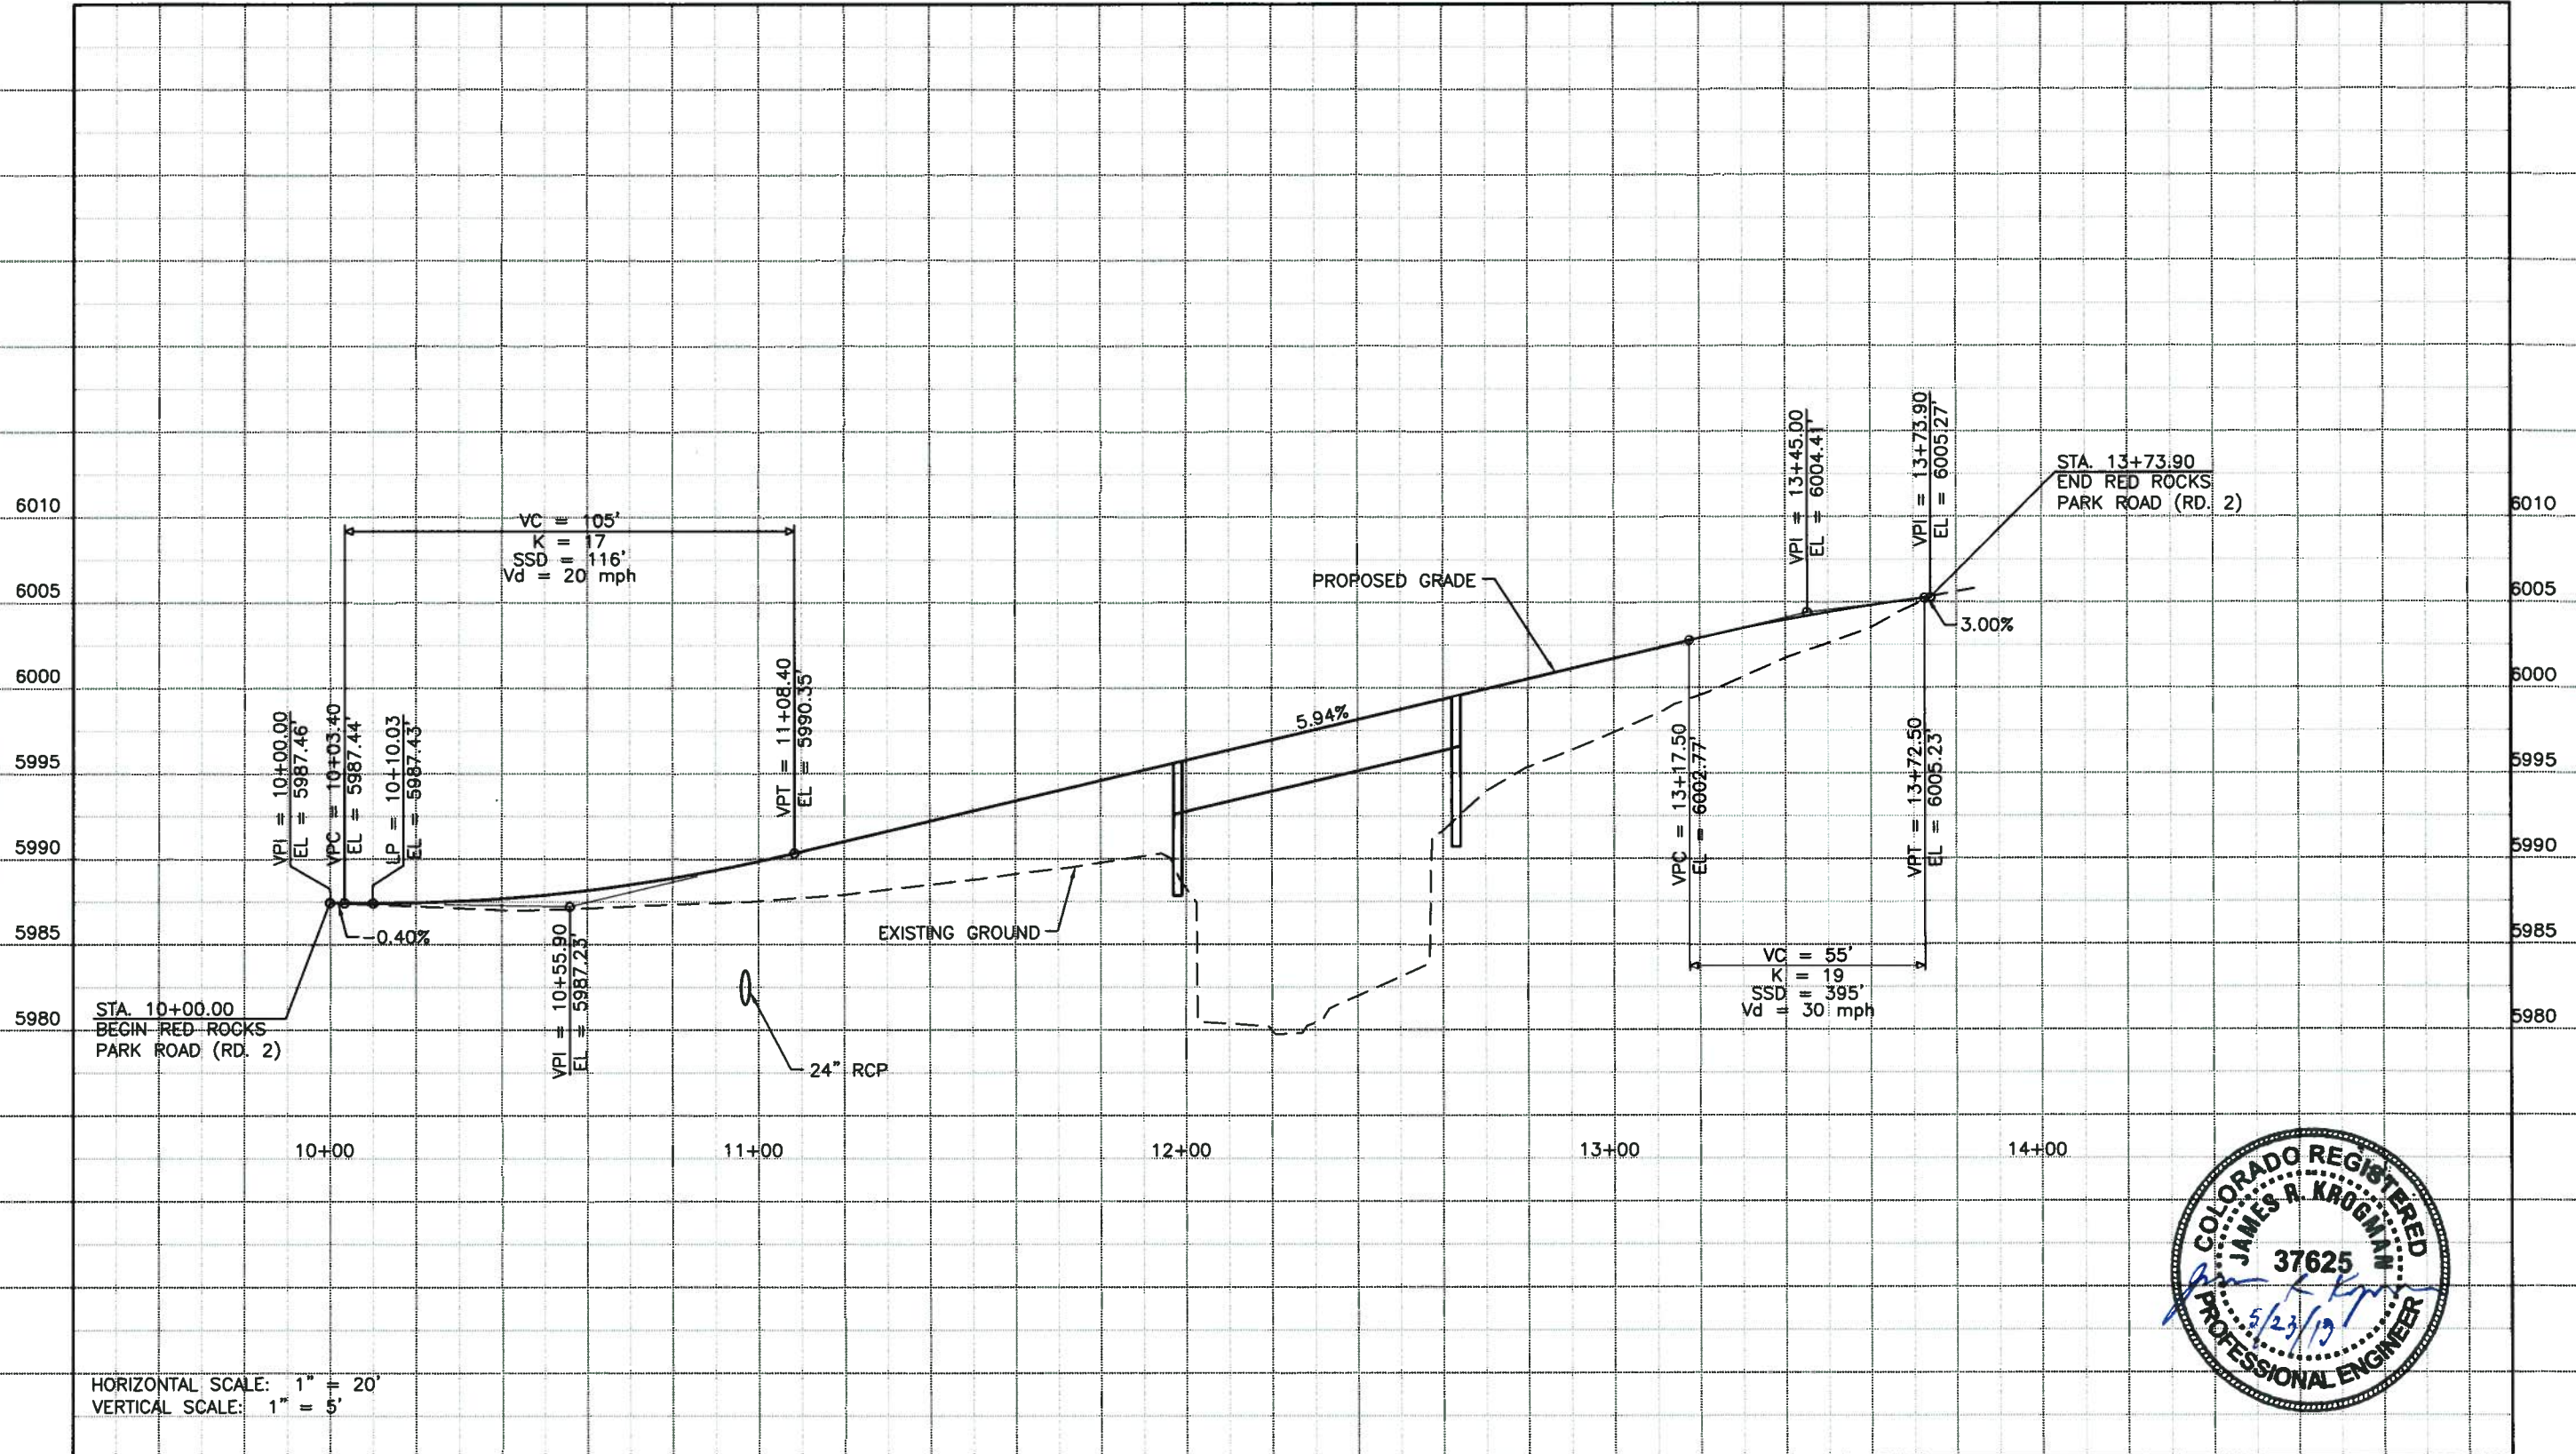 VPI = 13+45.00
EL = 6004.41'
VPI = 13+73.90
EL = 6005.27'
STA. 13+73.90
END RED ROCKS
PARK ROAD (RD. 2)
6010
6010
VC = 105'
K = 17
SSD = 116'
Vd = 20 mph
PROPOSED GRADE
6005
6005
3.00%
6000
6000
5.94%
VPI = 10+00.00
EL = 5987.46'
VPC = 10+03.40
EL = 5987.44'
LP = 10+10.03
EL = 5987.43'
VPT = 11+08.40
EL = 5990.35'
VPC = 13+17.50
EL = 6002.77'
VPT = 13+72.50
EL = 6005.23'
5995
5995
5990
5990
5985
5985
-0.40%
EXISTING GROUND
VPI = 10+55.90
EL = 5987.23'
VC = 55'
K = 19
SSD = 395'
Vd = 30 mph
STA. 10+00.00
BEGIN RED ROCKS
PARK ROAD (RD. 2)
5980
5980
24" RCP
10+00
11+00
12+00
13+00
14+00
COLORADO REGISTERED
JAMES R. KROGMAN
37625
5/23/13
PROFESSIONAL ENGINEER
HORIZONTAL SCALE: 1" = 20'
VERTICAL SCALE: 1" = 5'